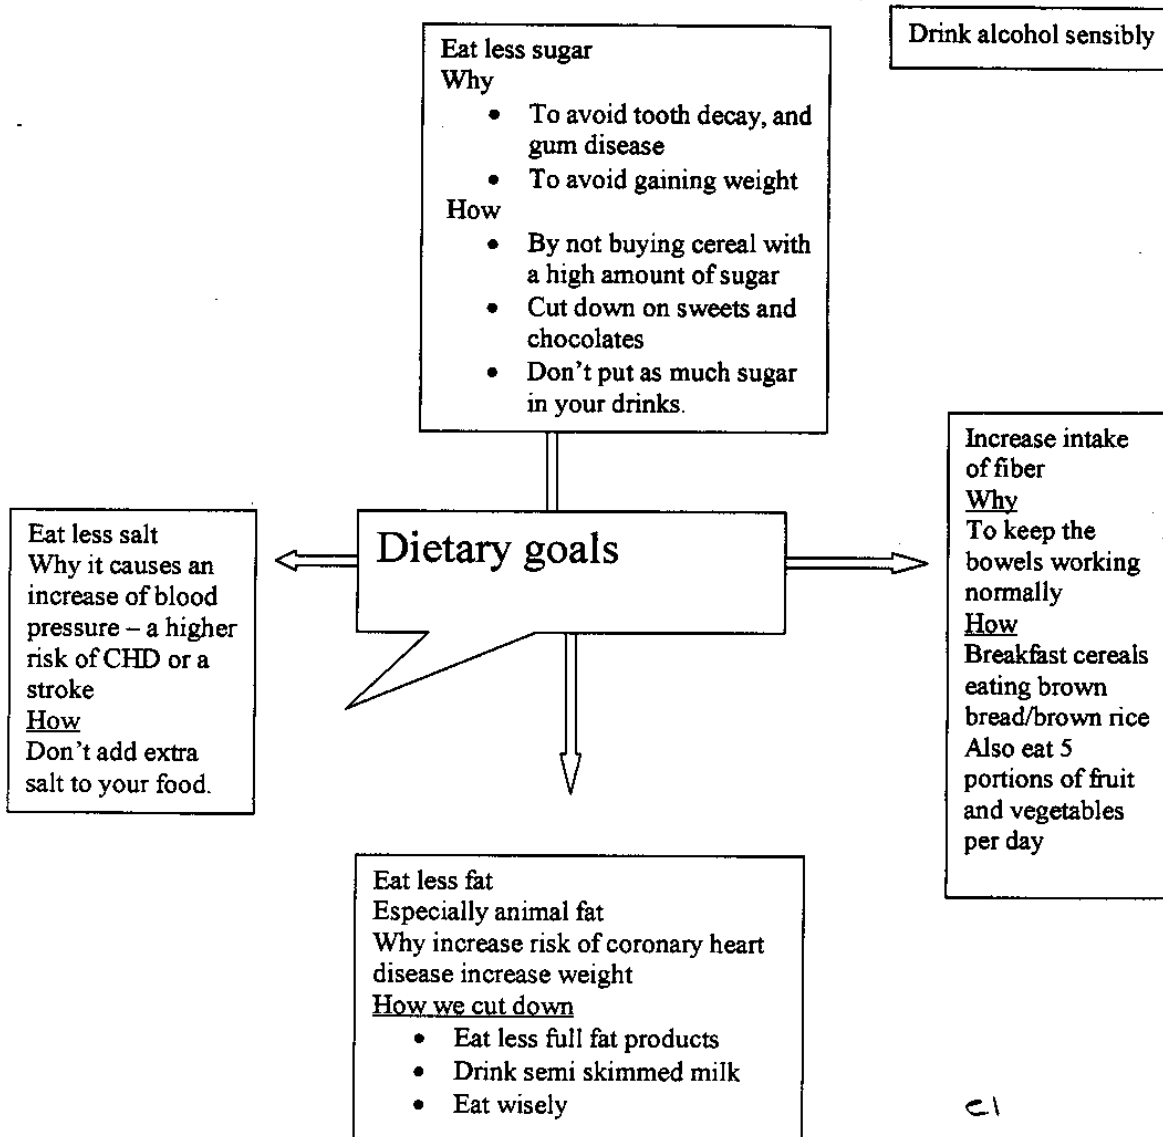 Drink alcohol sensibly
Eat less sugar
Why
• To avoid tooth decay, and
gum disease
• To avoid gaining weight
How
• By not buying cereal with
a high amount of sugar
• Cut down on sweets and
chocolates
• Don't put as much sugar
in your drinks.
Dietary goals
Eat less salt
Why it causes an
increase of blood
pressure – a higher
risk of CHD or a
stroke
How
Don't add extra
salt to your food.
Increase intake
of fiber
Why
To keep the
bowels working
normally
How
Breakfast cereals
eating brown
bread/brown rice
Also eat 5
portions of fruit
and vegetables
per day
Eat less fat
Especially animal fat
Why increase risk of coronary heart
disease increase weight
How we cut down
• Eat less full fat products
• Drink semi skimmed milk
• Eat wisely